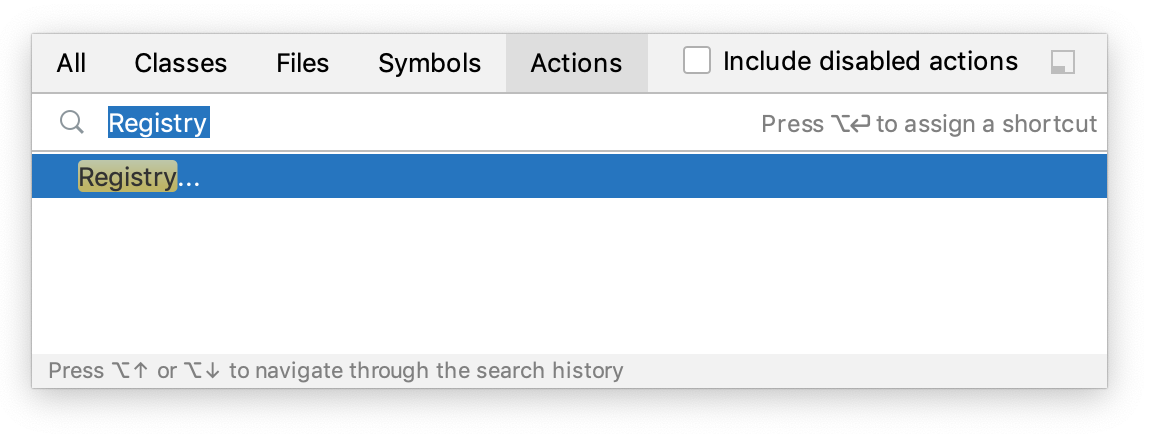 All Classes Files Symbols Actions Include disabled actions
Registry Press ⌥↩ to assign a shortcut
Registry...
Press ⌥↑ or ⌥↓ to navigate through the search history